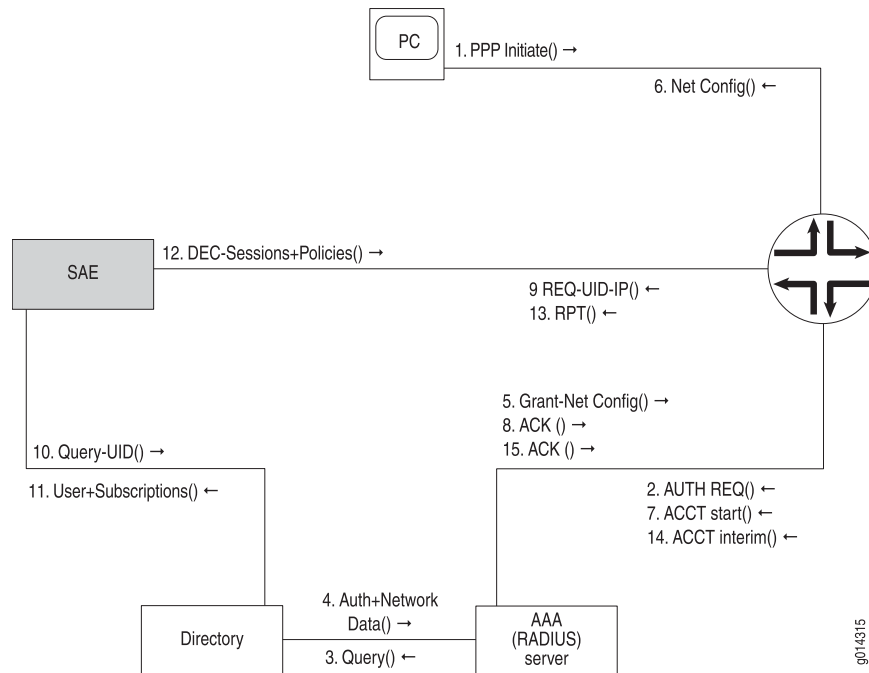 PC
1. PPP Initiate() →
6. Net Config() ←
SAE
12. DEC-Sessions+Policies() →
9 REQ-UID-IP() ←
13. RPT() ←
5. Grant-Net Config() →
8. ACK () →
15. ACK () →
10. Query-UID() →
11. User+Subscriptions() ←
2. AUTH REQ() ←
7. ACCT start() ←
14. ACCT interim() ←
4. Auth+Network
Data() →
3. Query() ←
Directory
AAA
(RADIUS)
server
g014315